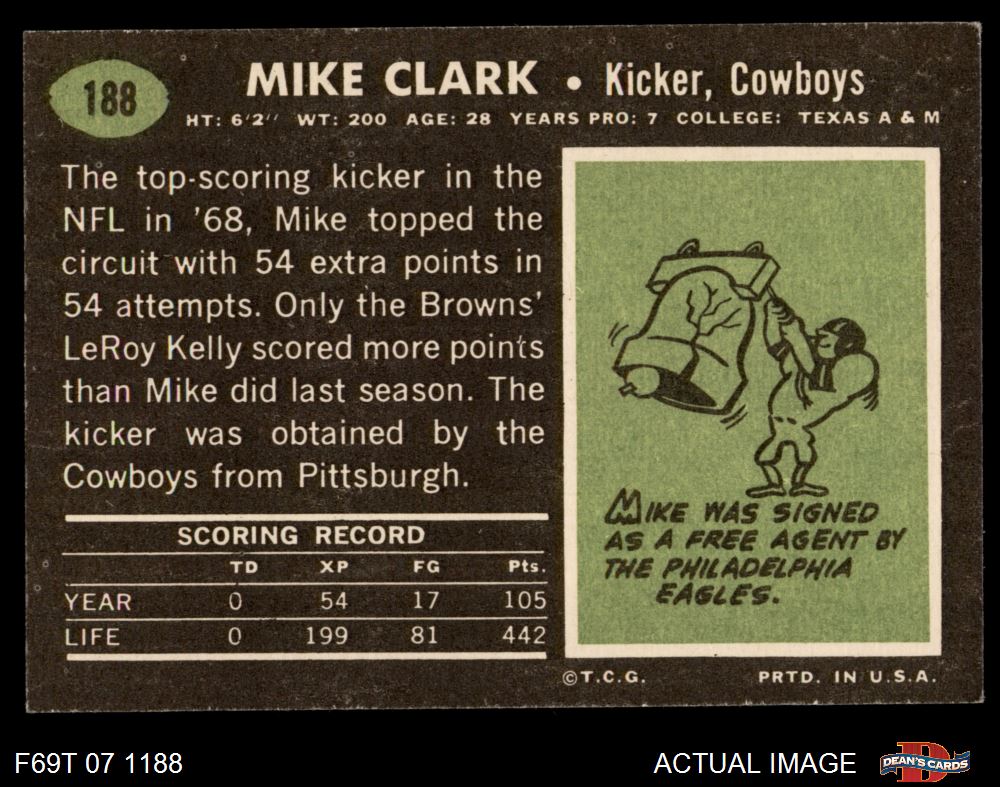 188
MIKE CLARK • Kicker, Cowboys
HT: 6'2'' WT: 200 AGE: 28 YEARS PRO: 7 COLLEGE: TEXAS A & M
The top-scoring kicker in the
NFL in '68, Mike topped the
circuit with 54 extra points in
54 attempts. Only the Browns'
LeRoy Kelly scored more points
than Mike did last season. The
kicker was obtained by the
Cowboys from Pittsburgh.
SCORING RECORD
TD XP FG Pts.
YEAR 0 54 17 105
LIFE 0 199 81 442
MIKE WAS SIGNED
AS A FREE AGENT BY
THE PHILADELPHIA
EAGLES.
©T.C.G. PRTD. IN U.S.A.
F69T 07 1188 ACTUAL IMAGE DEAN'S CARDS